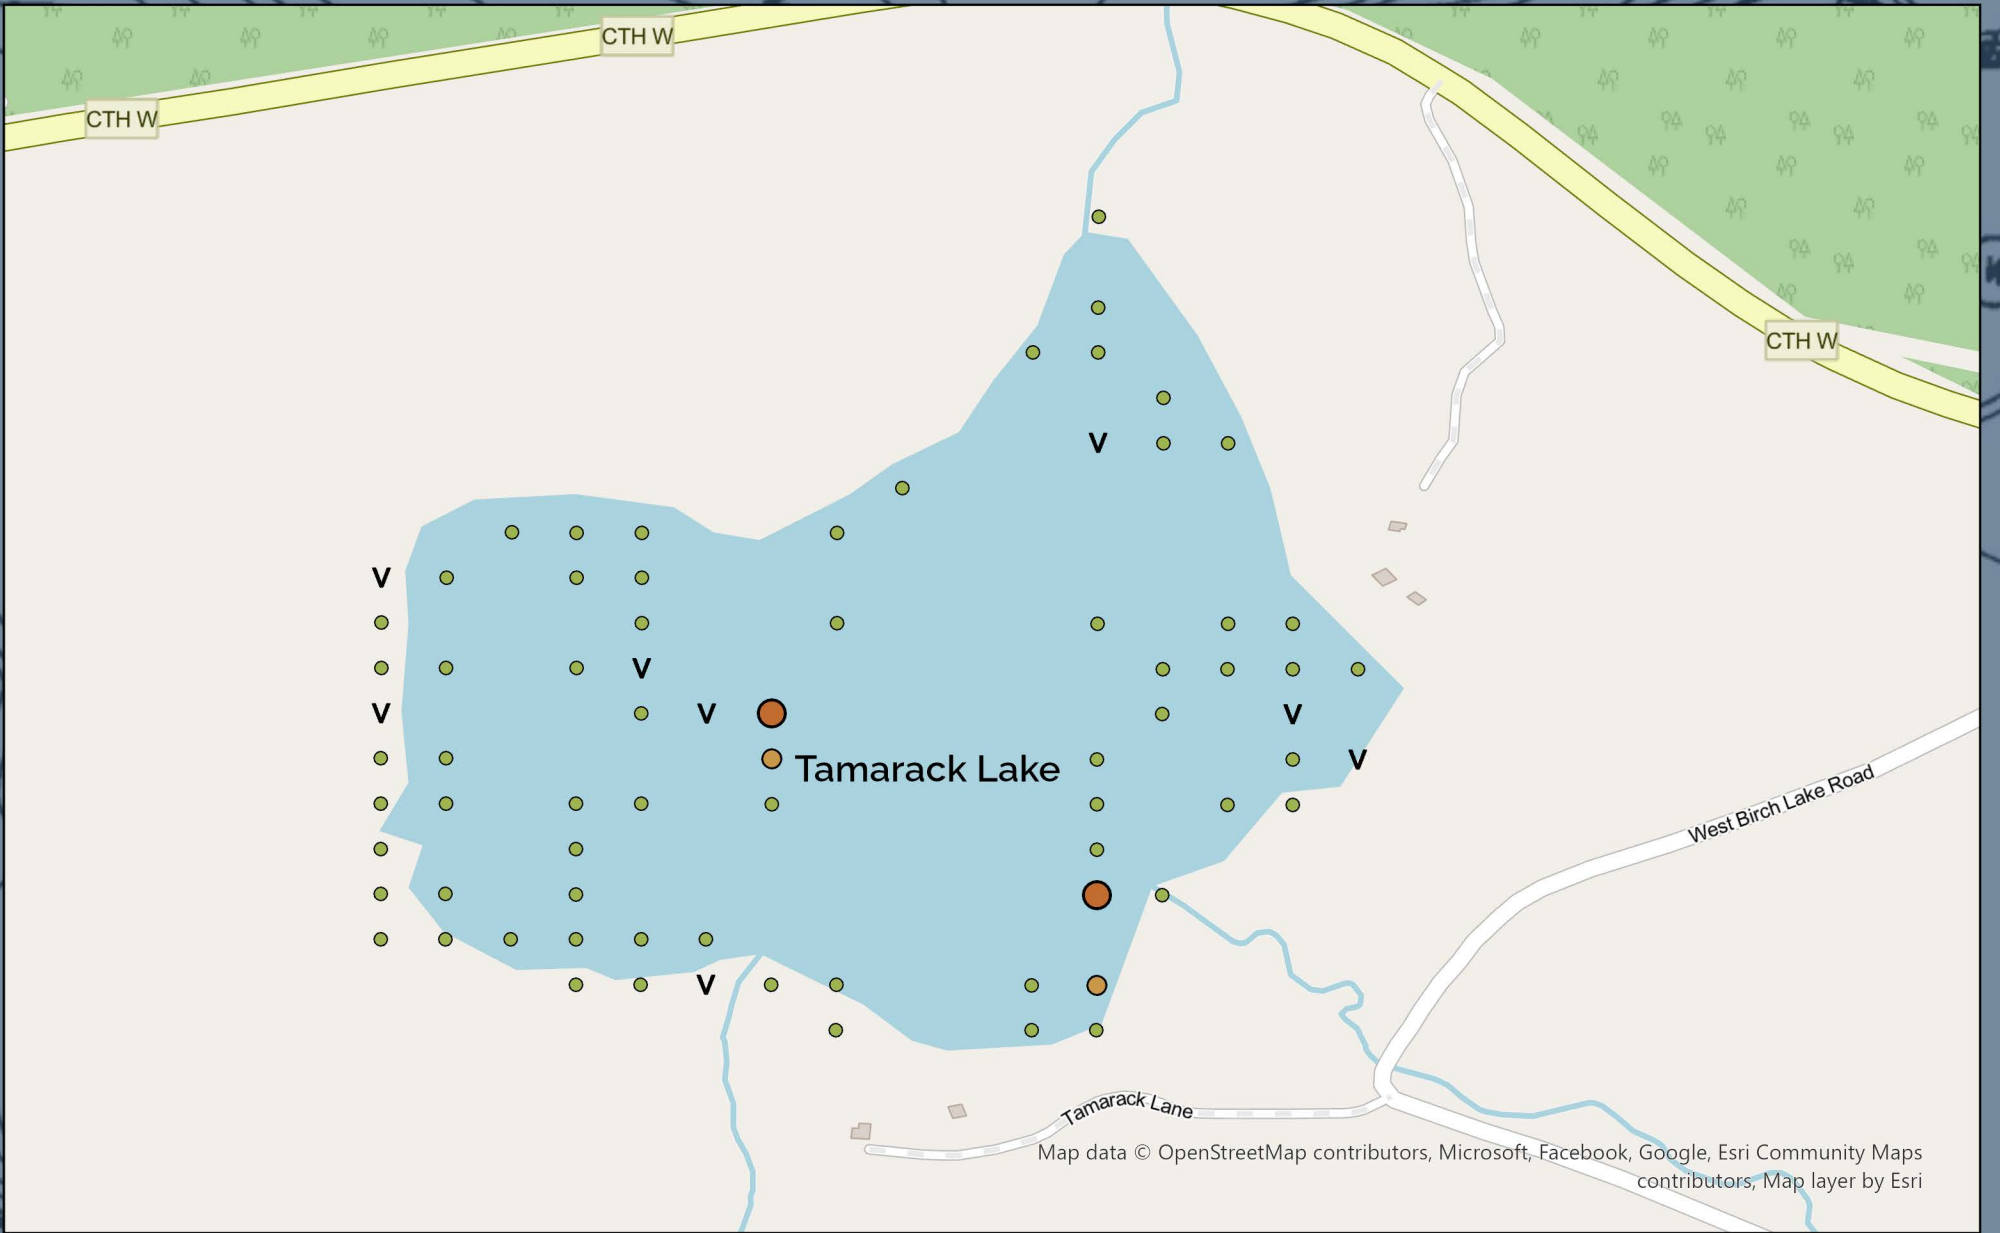 CTH W
CTH W
CTH W
V
V
V
V
V
V
Tamarack Lake
V
V
West Birch Lake Road
V
Tamarack Lane
Map data © OpenStreetMap contributors, Microsoft, Facebook, Google, Esri Community Maps
contributors, Map layer by Esri